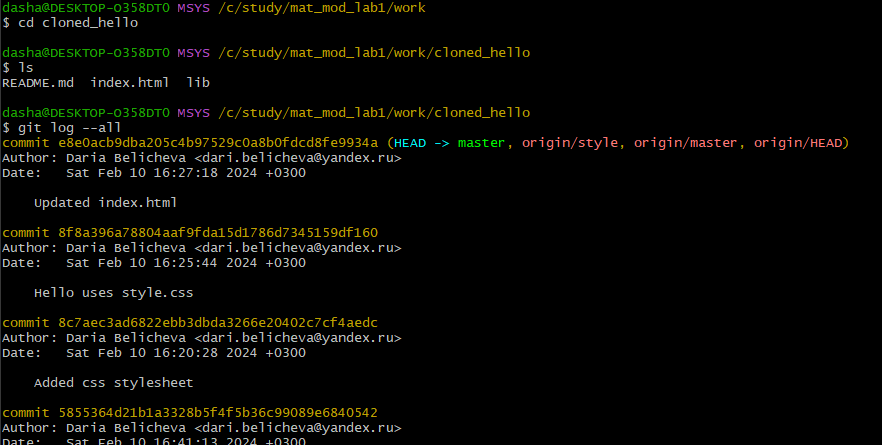 dasha@DESKTOP-O358DT0 MSYS /c/study/mat_mod_lab1/work
$ cd cloned_hello
dasha@DESKTOP-O358DT0 MSYS /c/study/mat_mod_lab1/work/cloned_hello
$ ls
README.md  index.html  lib
dasha@DESKTOP-O358DT0 MSYS /c/study/mat_mod_lab1/work/cloned_hello
$ git log --all
commit e8e0acb9dba205c4b97529c0a8b0fdcd8fe9934a (HEAD -> master, origin/style, origin/master, origin/HEAD)
Author: Daria Belicheva <dari.belicheva@yandex.ru>
Date:   Sat Feb 10 16:27:18 2024 +0300
    Updated index.html
commit 8f8a396a78804aaf9fda15d1786d7345159df160
Author: Daria Belicheva <dari.belicheva@yandex.ru>
Date:   Sat Feb 10 16:25:44 2024 +0300
    Hello uses style.css
commit 8c7aec3ad6822ebb3dbda3266e20402c7cf4aedc
Author: Daria Belicheva <dari.belicheva@yandex.ru>
Date:   Sat Feb 10 16:20:28 2024 +0300
    Added css stylesheet
commit 5855364d21b1a3328b5f4f5b36c99089e6840542
Author: Daria Belicheva <dari.belicheva@yandex.ru>
Date:   Sat Feb 10 16:41:13 2024 +0300